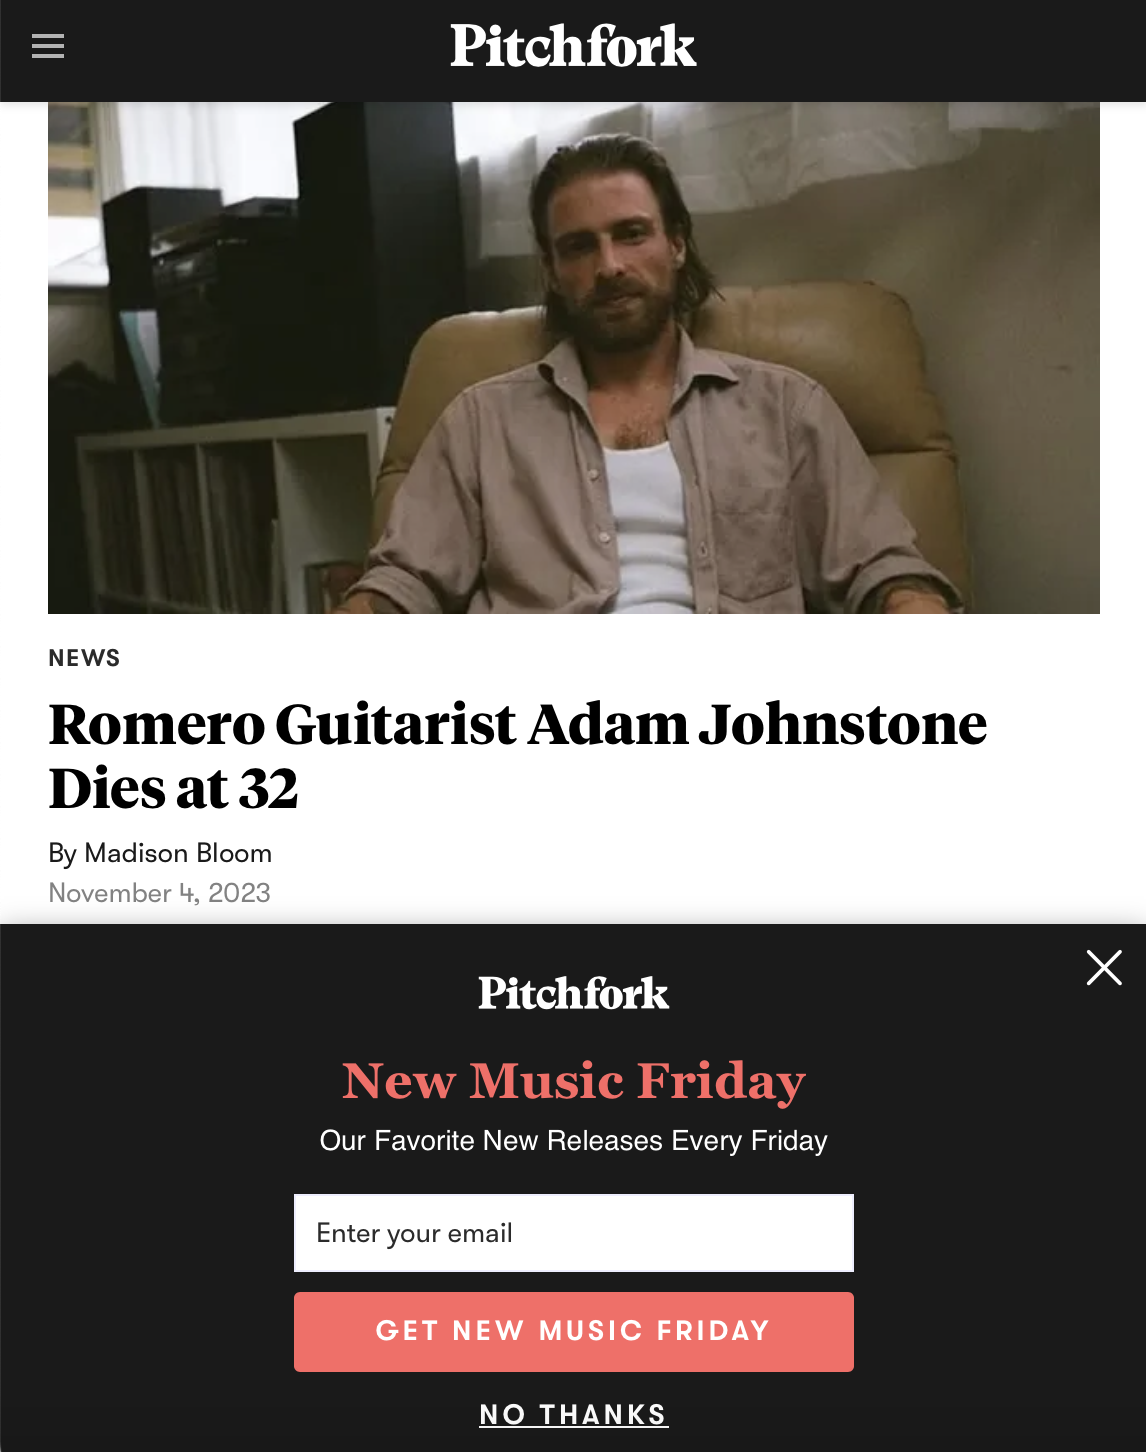 Pitchfork
NEWS
Romero Guitarist Adam Johnstone
Dies at 32
By Madison Bloom
November 4, 2023
Pitchfork
New Music Friday
Our Favorite New Releases Every Friday
Enter your email
GET NEW MUSIC FRIDAY
NO THANKS